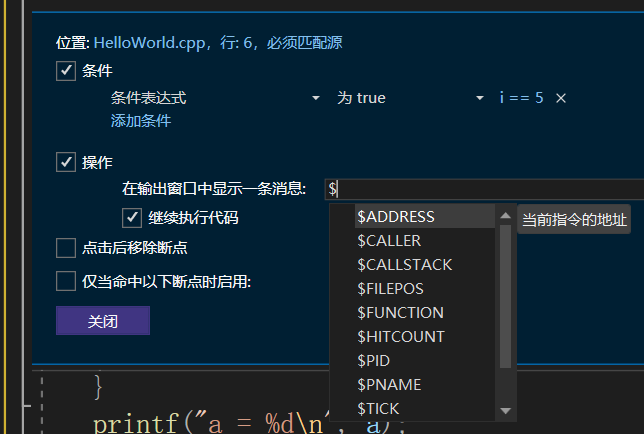 位置: HelloWorld.cpp，行: 6，必须匹配源
条件
条件表达式 为 true i == 5 ×
添加条件
操作
在输出窗口中显示一条消息: $
继续执行代码
点击后移除断点
仅当命中以下断点时启用:
关闭
$ADDRESS 当前指令的地址
$CALLER
$CALLSTACK
$FILEPOS
$FUNCTION
$HITCOUNT
$PID
$PNAME
$TICK
}
printf("a = %d\n", a);